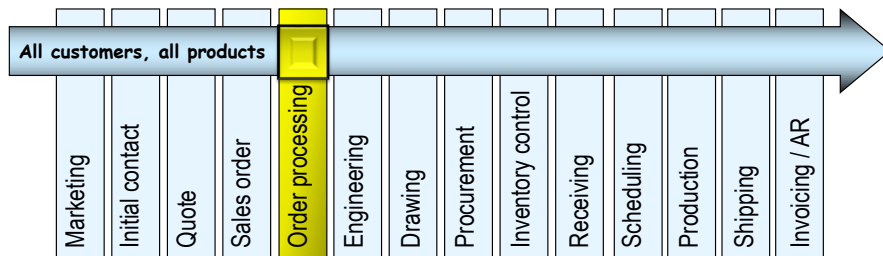 All customers, all products
Marketing
Initial contact
Quote
Sales order
Order processing
Engineering
Drawing
Procurement
Inventory control
Receiving
Scheduling
Production
Shipping
Invoicing / AR